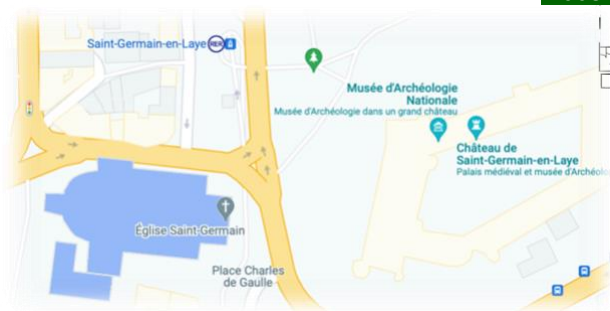 Saint-Germain-en-Laye RER
Musée d'Archéologie
Nationale
Musée d'Archéologie dans un grand château
Château de
Saint-Germain-en-Laye
Palais médiéval et musée d'Archéolo
Église Saint-Germain
Place Charles
de Gaulle